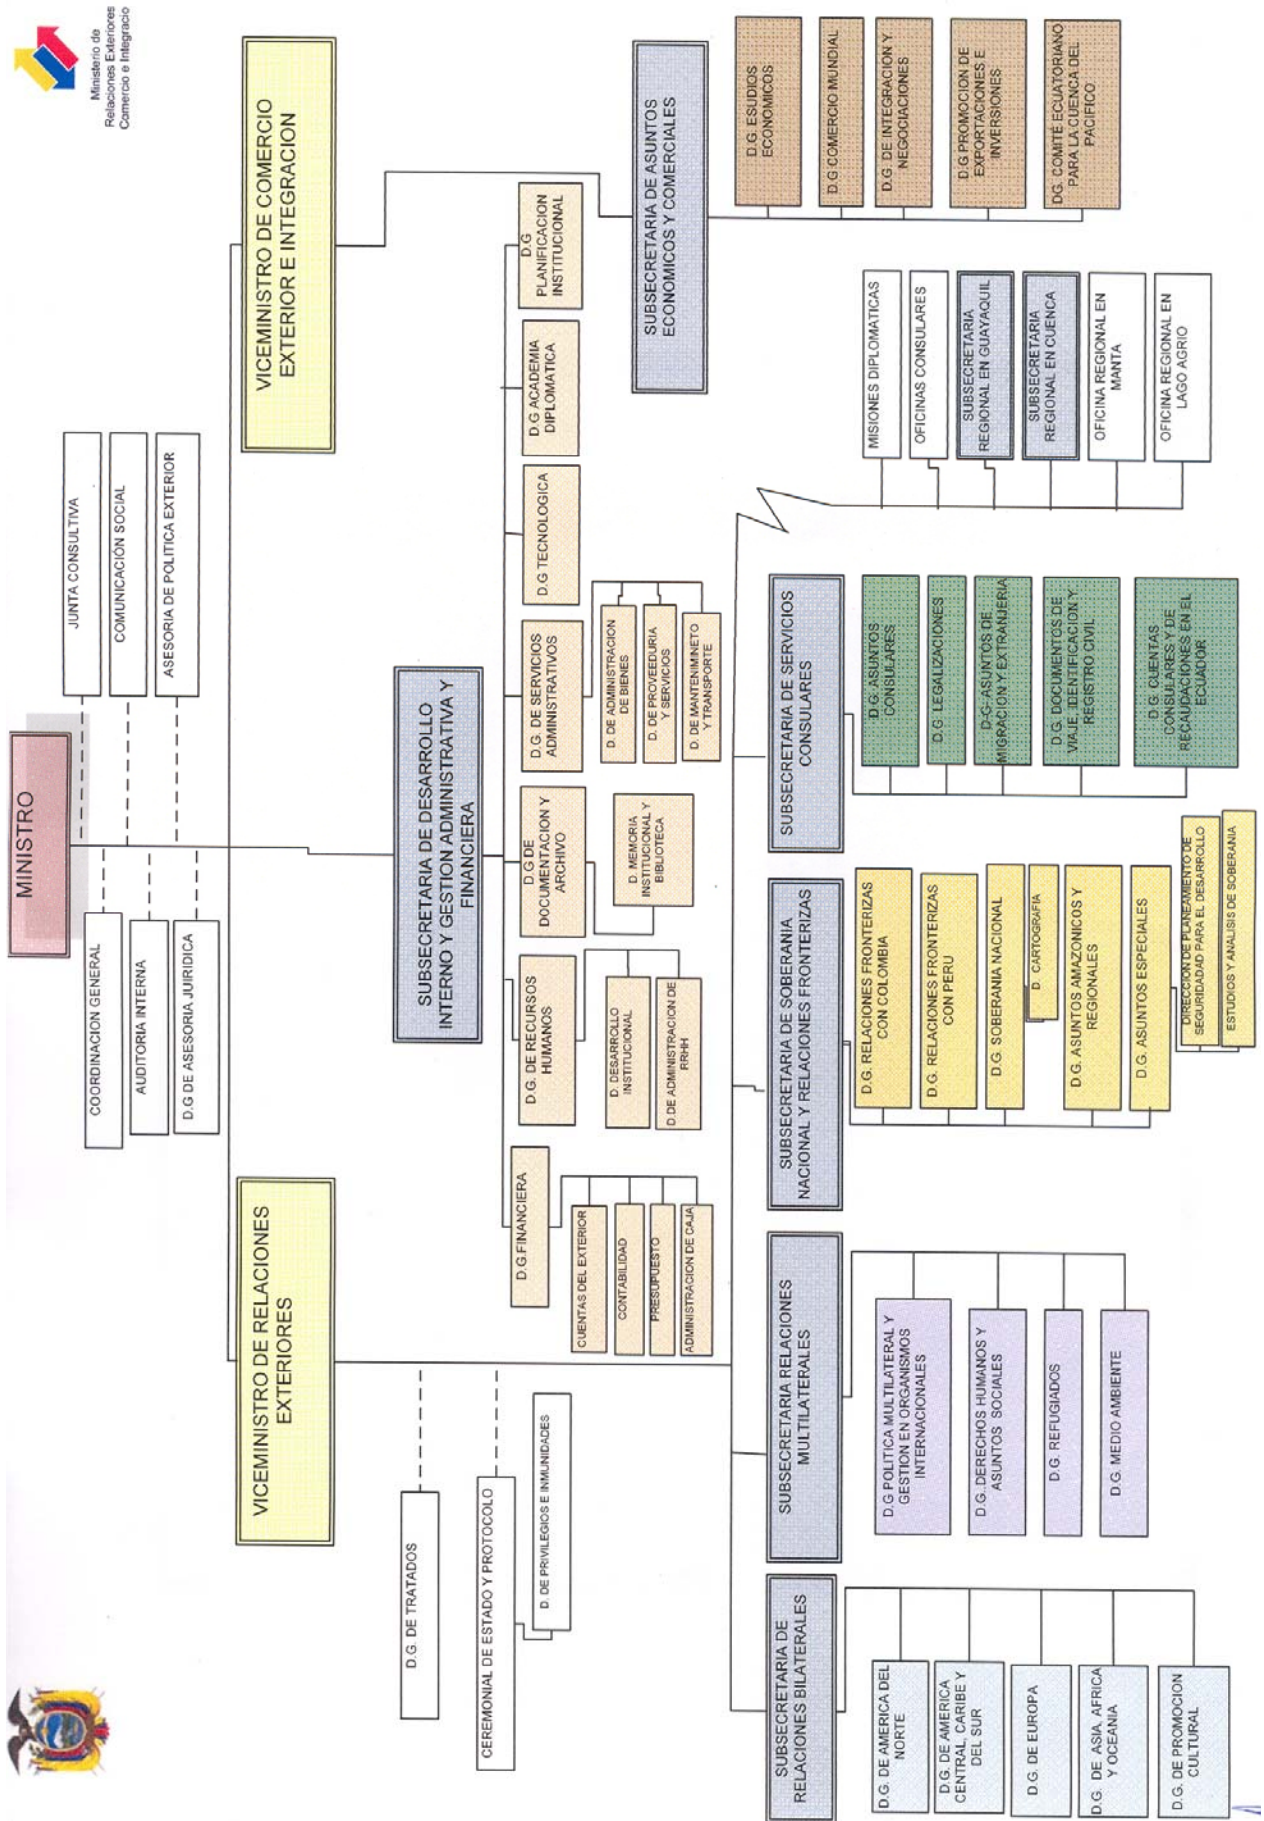 Ministerio de
Relaciones Exteriores
Comercio e Integracio
MINISTRO
COORDINACION GENERAL
AUDITORIA INTERNA
D.G DE ASESORIA JUIRIDICA
JUNTA CONSULTIVA
COMUNICACIÓN SOCIAL
ASESORIA DE POLITICA EXTERIOR
VICEMINISTRO DE RELACIONES
EXTERIORES
VICEMINISTRO DE COMERCIO
EXTERIOR E INTEGRACION
D.G. DE TRATADOS
CEREMONIAL DE ESTADO Y PROTOCOLO
D. DE PRIVILEGIOS E INMUNIDADES
SUBSECRETARIA DE DESARROLLO
INTERNO Y GESTION ADMINISTRATIVA Y
FINANCIERA
D.G.FINANCIERA
CUENTAS DEL EXTERIOR
CONTABILIDAD
PRESUPUESTO
ADMINISTRACION DE CAJA
D.G. DE RECURSOS
HUMANOS
D. DESARROLLO
INSTITUCIONAL
D.DE ADMINISTRACION DE
RRHH
D.G DE
DOCUMENTACION Y
ARCHIVO
D. MEMORIA
INSTITUCIONAL Y
BIBLIOTECA
D.G. DE SERVICIOS
ADMINISTRATIVOS
D. DE ADMINISTRACION
DE BIENES
D. DE PROVEEDURIA
Y SERVICIOS
D. DE MANTENIMINETO
Y TRANSPORTE
D.G TECNOLOGICA
D.G ACADEMIA
DIPLOMATICA
D.G
PLANIFICACION
INSTITUCIONAL
SUBSECRETARIA DE ASUNTOS
ECONOMICOS Y COMERCIALES
D.G. ESUDIOS
ECONOMICOS
D.G COMERCIO MUNDIAL
D.G. DE INTEGRACION Y
NEGOCIACIONES
D.G PROMOCION DE
EXPORTACIONES E
INVERSIONES
DG. COMITÉ ECUATORIANO
PARA LA CUENCA DEL
PACIFICO
SUBSECRETARIA DE
RELACIONES BILATERALES
D.G. DE AMERICA DEL
NORTE
D.G. DE AMERICA
CENTRAL, CARIBE Y
DEL SUR
D.G. DE EUROPA
D.G. DE ASIA, AFRICA
Y OCEANIA
D.G. DE PROMOCION
CULTURAL
SUBSECRETARIA RELACIONES
MULTILATERALES
D.G POLITICA MULTILATERAL Y
GESTION EN ORGANISMOS
INTERNACIONALES
D.G. DERECHOS HUMANOS Y
ASUNTOS SOCIALES
D.G. REFUGIADOS
D.G. MEDIO AMBIENTE
SUBSECRETARIA DE SOBERANIA
NACIONAL Y RELACIONES FRONTERIZAS
D.G. RELACIONES FRONTERIZAS
CON COLOMBIA
D.G. RELACIONES FRONTERIZAS
CON PERU
D.G. SOBERANIA NACIONAL
D. CARTOGRAFIA
D.G. ASUNTOS AMAZONICOS Y
REGIONALES
D.G. ASUNTOS ESPECIALES
DIRECCION DE PLANEAMIENTO DE
SEGURIDADAD PARA EL DESARROLLO
ESTUDIOS Y ANALISIS DE SOBERANIA
SUBSECRETARIA DE SERVICIOS
CONSULARES
D.G. ASUNTOS
CONSULARES
D.G LEGALIZACIONES
D-G- ASUNTOS DE
MIGRACION Y EXTRANJERIA
D.G. DOCUMENTOS DE
VIAJE, IDENTIFICACION Y
REGISTRO CIVIL
D.G. CUENTAS
CONSULARES Y DE
RECAUDACIONES EN EL
ECUADOR
MISIONES DIPLOMATICAS
OFICINAS CONSULARES
SUBSECRETARIA
REGIONAL EN GUAYAQUIL
SUBSECRETARIA
REGIONAL EN CUENCA
OFICINA REGIONAL EN
MANTA
OFICINA REGIONAL EN
LAGO AGRIO